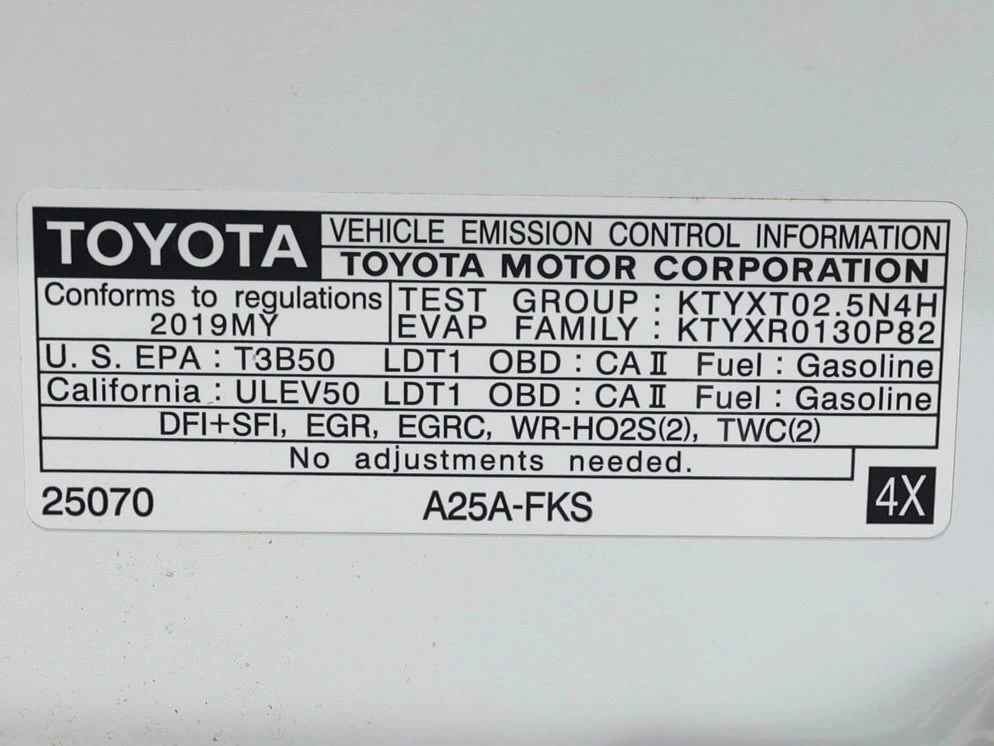 TOYOTA
VEHICLE EMISSION CONTROL INFORMATION
TOYOTA MOTOR CORPORATION
Conforms to regulations
2019MY
TEST GROUP : KTYXT02.5N4H
EVAP FAMILY : KTYXR0130P82
U. S. EPA : T3B50 LDT1 OBD : CA II Fuel : Gasoline
California : ULEV50 LDT1 OBD : CA II Fuel : Gasoline
DFI+SFI, EGR, EGRC, WR-HO2S(2), TWC(2)
No adjustments needed.
25070 A25A-FKS 4X